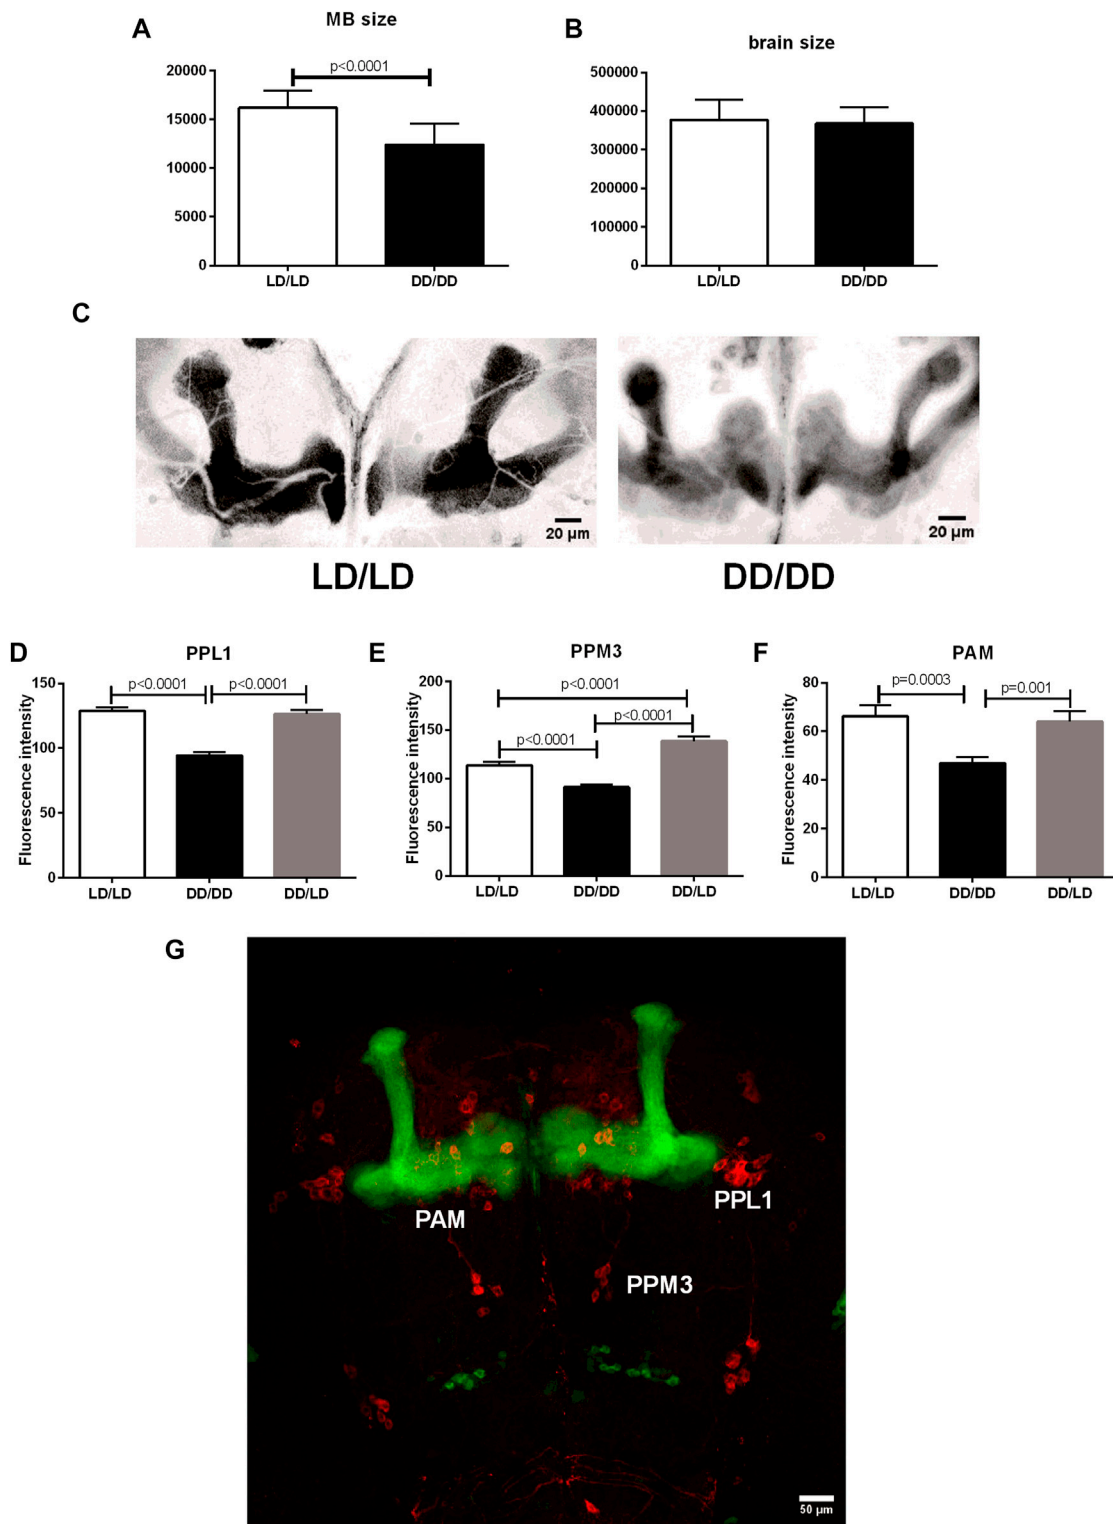 A
MB size
20000
15000
10000
5000
0
p<0.0001
LD/LD
DD/DD
B
brain size
500000
400000
300000
200000
100000
0
LD/LD
DD/DD
C
20 µm
20 µm
LD/LD
DD/DD
D
PPL1
Fluorescence intensity
150
100
50
0
p<0.0001
p<0.0001
LD/LD
DD/DD
DD/LD
E
PPM3
Fluorescence intensity
200
150
100
50
0
p<0.0001
p<0.0001
p<0.0001
LD/LD
DD/DD
DD/LD
F
PAM
Fluorescence intensity
80
60
40
20
0
p=0.0003
p=0.001
LD/LD
DD/DD
DD/LD
G
PAM
PPL1
PPM3
50 µm